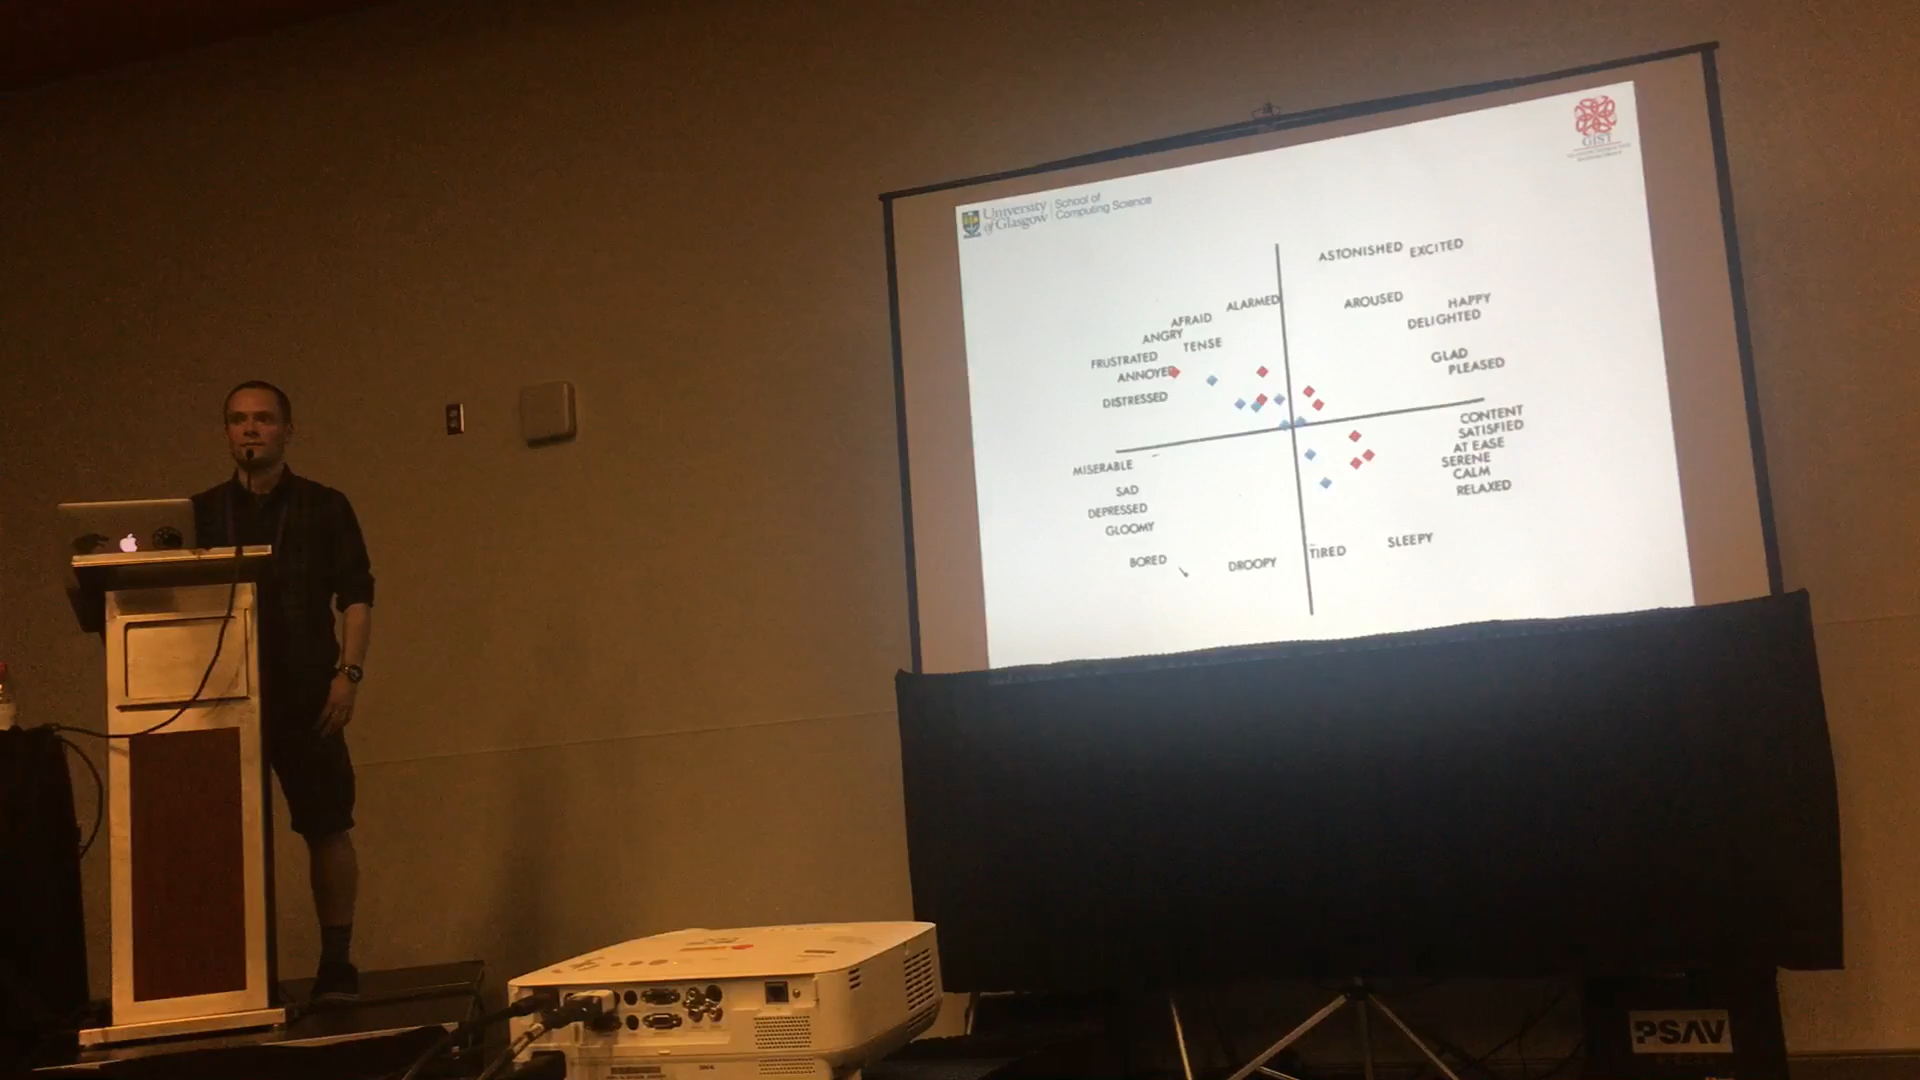 University of Glasgow
School of Computing Science
GIST
ASTONISHED EXCITED
ALARMED
AROUSED
HAPPY
AFRAID
DELIGHTED
ANGRY
TENSE
FRUSTRATED
GLAD
ANNOYED
PLEASED
DISTRESSED
CONTENT
SATISFIED
AT EASE
SERENE
CALM
RELAXED
MISERABLE
SAD
DEPRESSED
GLOOMY
BORED
DROOPY
TIRED
SLEEPY
PSAV